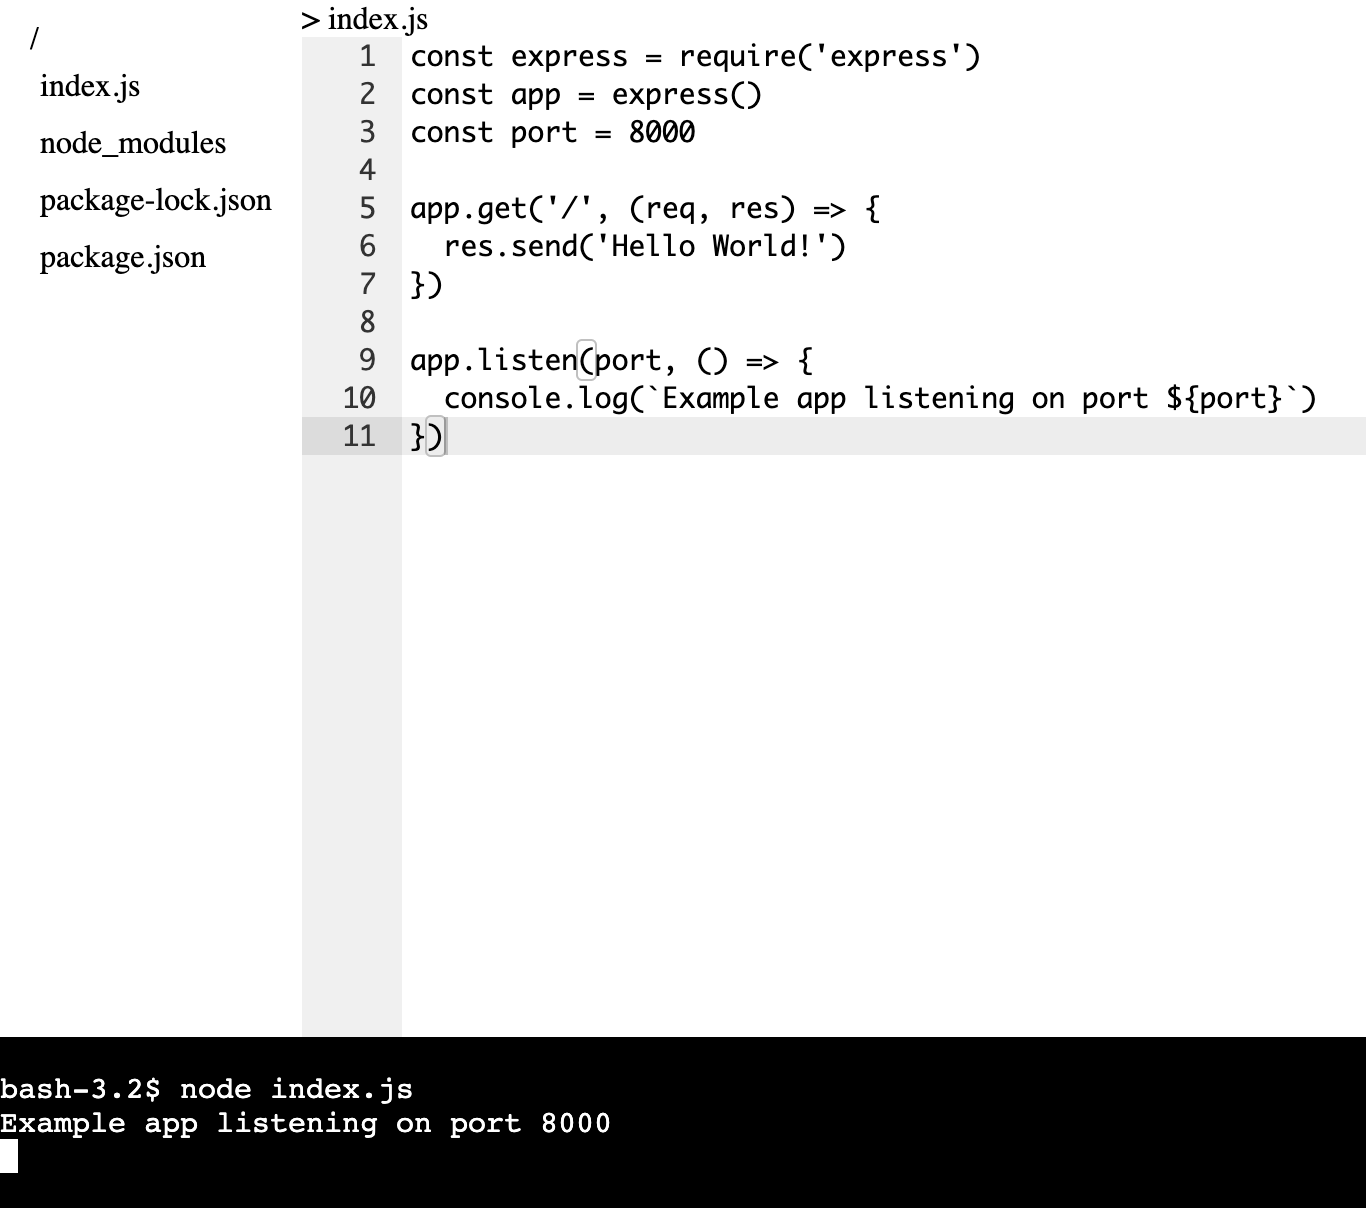 /
index.js
node_modules
package-lock.json
package.json
> index.js
1 const express = require('express')
2 const app = express()
3 const port = 8000
4
5 app.get('/', (req, res) => {
6   res.send('Hello World!')
7 })
8
9 app.listen(port, () => {
10   console.log(`Example app listening on port ${port}`)
11 })
bash-3.2$ node index.js
Example app listening on port 8000